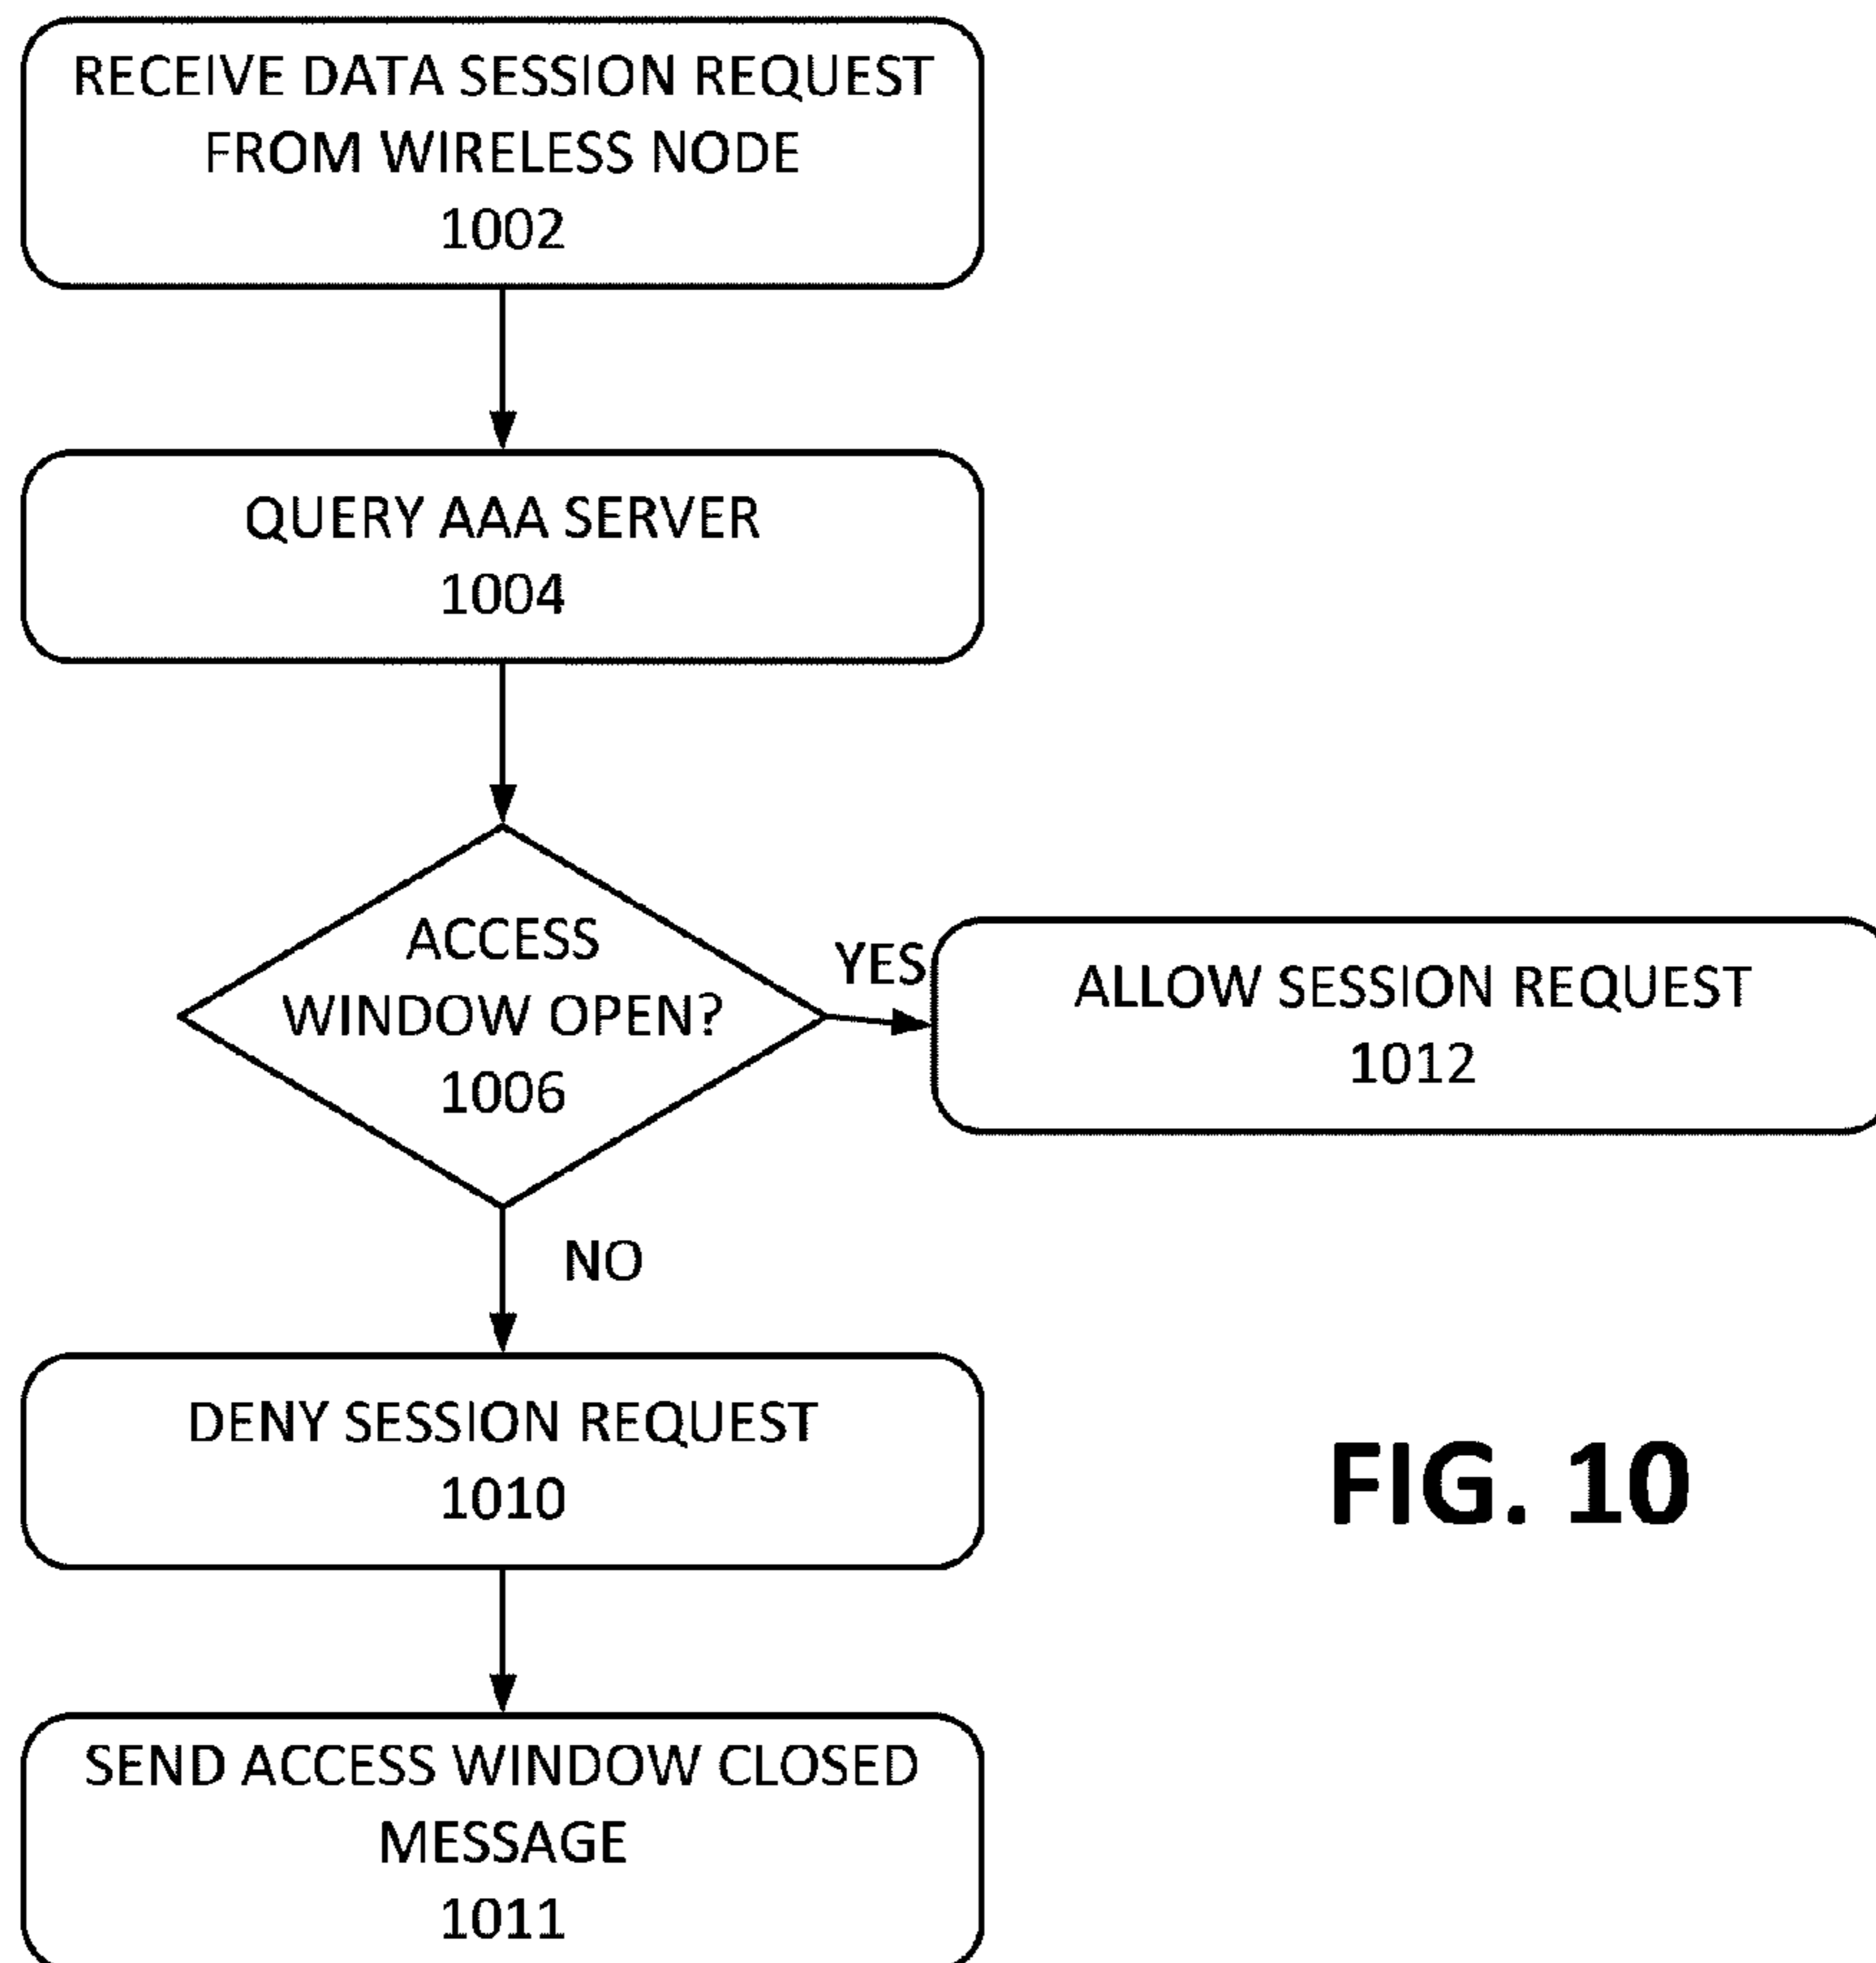 RECEIVE DATA SESSION REQUEST
FROM WIRELESS NODE
1002
QUERY AAA SERVER
1004
ACCESS
WINDOW OPEN?
1006
YES
ALLOW SESSION REQUEST
1012
NO
DENY SESSION REQUEST
1010
FIG. 10
SEND ACCESS WINDOW CLOSED
MESSAGE
1011